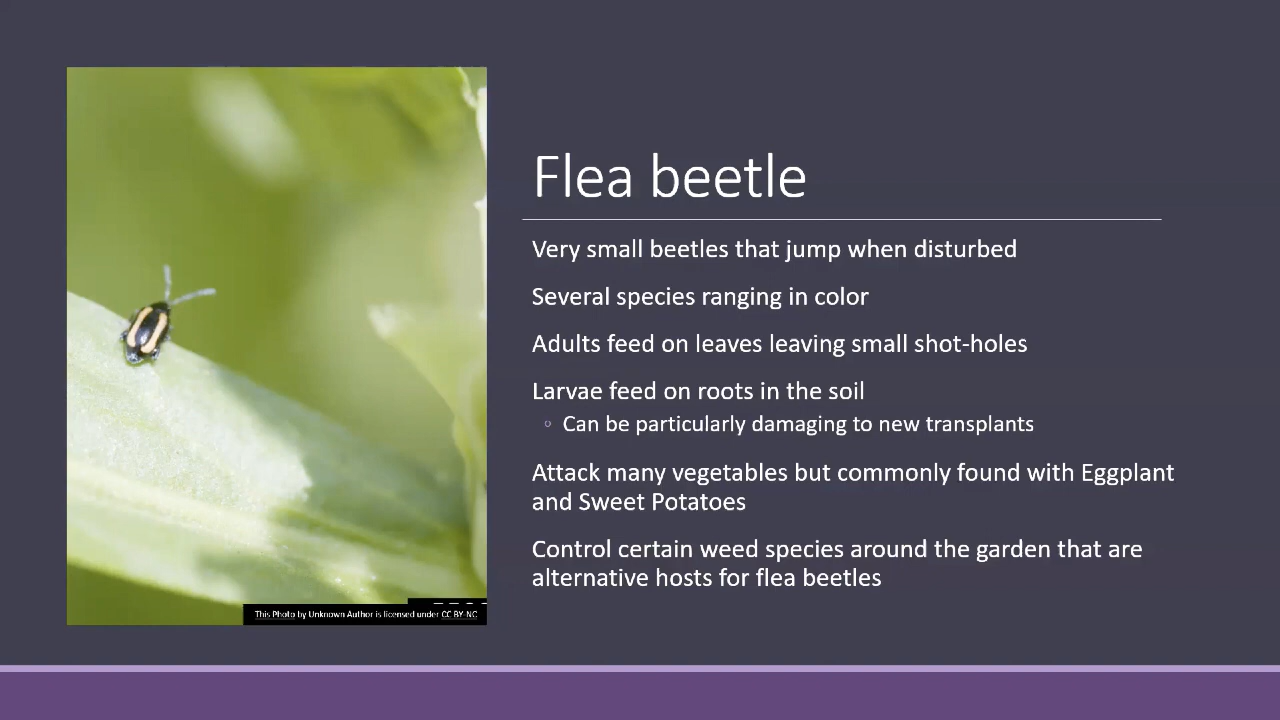 Flea beetle
Very small beetles that jump when disturbed
Several species ranging in color
Adults feed on leaves leaving small shot-holes
Larvae feed on roots in the soil
◦ Can be particularly damaging to new transplants
Attack many vegetables but commonly found with Eggplant
and Sweet Potatoes
Control certain weed species around the garden that are
alternative hosts for flea beetles
This Photo by Unknown Author is licensed under CC BY-NC